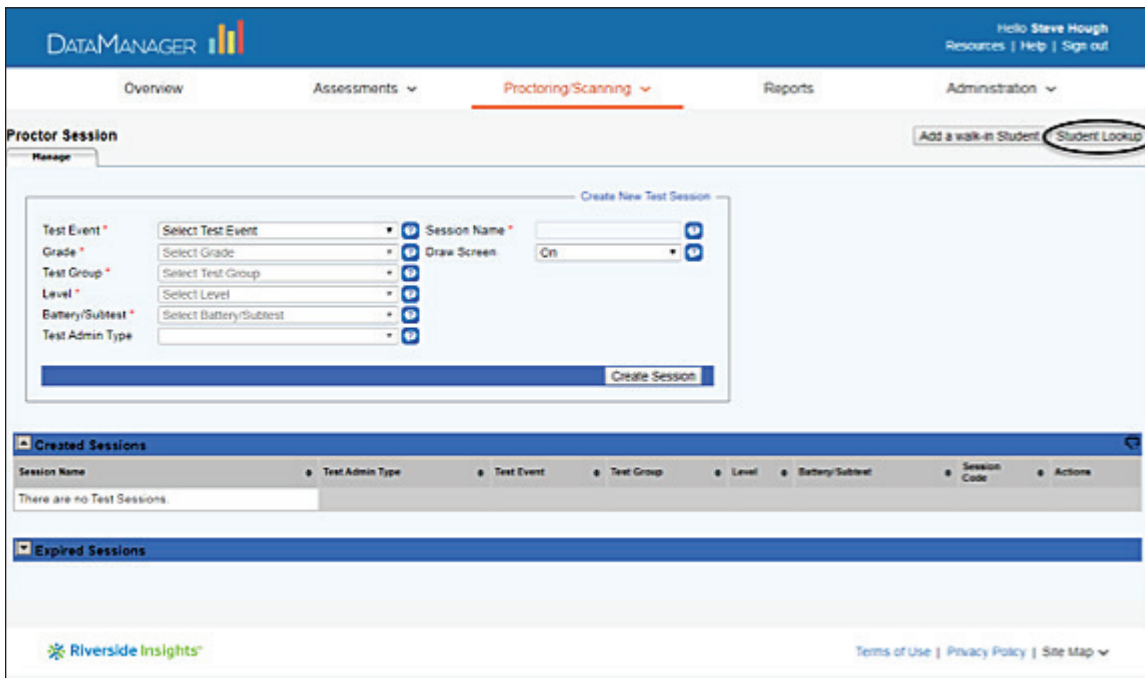 DATAMANAGER
Hello Steve Hough
Resources | Help | Sign out
Overview Assessments Proctoring/Scanning Reports Administration
Proctor Session
Add a walk-in Student Student Lookup
Manage
Create New Test Session
Test Event * Select Test Event Session Name *
Grade * Select Grade Draw Screen On
Test Group * Select Test Group
Level * Select Level
Battery/Subtest * Select Battery/Subtest
Test Admin Type
Create Session
Created Sessions
Session Name Test Admin Type Test Event Test Group Level Battery/Subtest Session Code Actions
There are no Test Sessions.
Expired Sessions
Riverside Insights™
Terms of Use | Privacy Policy | Site Map